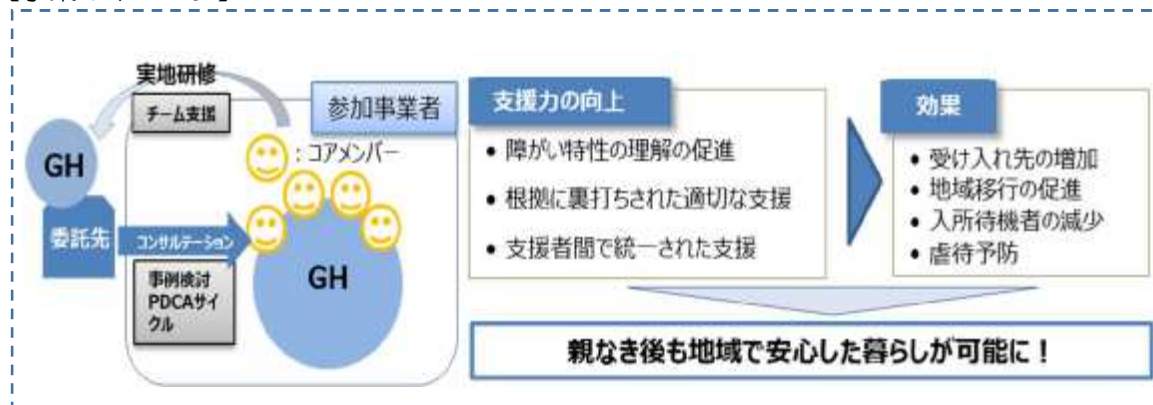 実地研修
チーム支援
参加事業者
：コアメンバー
GH
委託先
コンサルテーション
事例検討
PDCAサイ
クル
GH
支援力の向上
• 障がい特性の理解の促進
• 根拠に裏打ちされた適切な支援
• 支援者間で統一された支援
効果
• 受け入れ先の増加
• 地域移行の促進
• 入所待機者の減少
• 虐待予防
親なき後も地域で安心した暮らしが可能に！